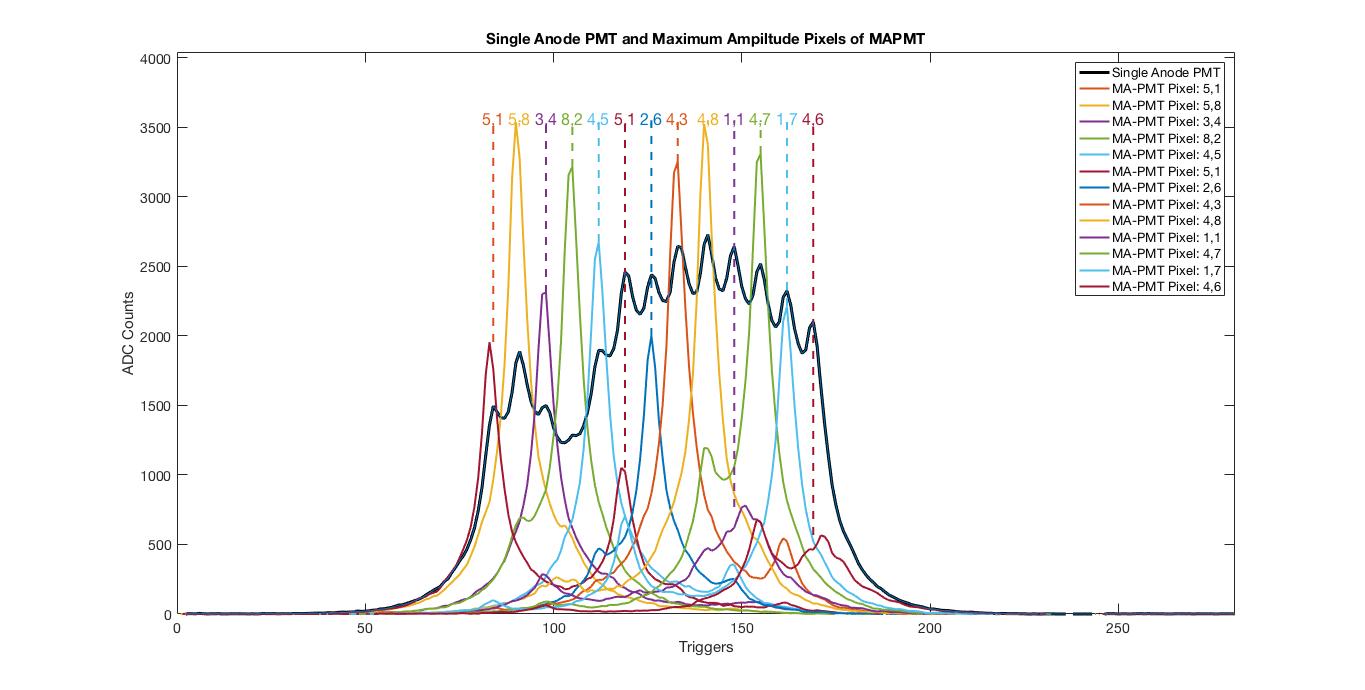 Single Anode PMT and Maximum Ampiltude Pixels of MAPMT
4000
3500
3000
2500
2000
1500
1000
500
0
ADC Counts
5,1 5,8 3,4 8,2 4,5 5,1 2,6 4,3 4,8 1,1 4,7 1,7 4,6
Single Anode PMT
MA-PMT Pixel: 5,1
MA-PMT Pixel: 5,8
MA-PMT Pixel: 3,4
MA-PMT Pixel: 8,2
MA-PMT Pixel: 4,5
MA-PMT Pixel: 5,1
MA-PMT Pixel: 2,6
MA-PMT Pixel: 4,3
MA-PMT Pixel: 4,8
MA-PMT Pixel: 1,1
MA-PMT Pixel: 4,7
MA-PMT Pixel: 1,7
MA-PMT Pixel: 4,6
0 50 100 150 200 250
Triggers